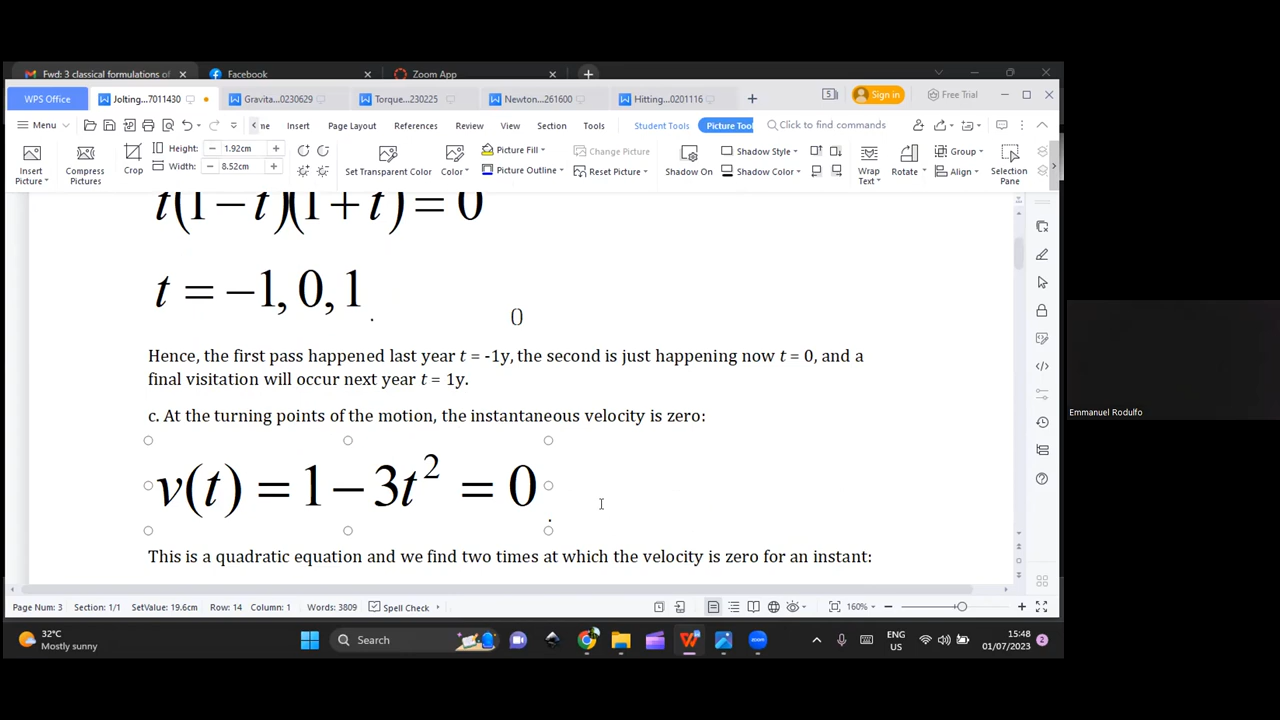 Fwd: 3 classical formulations of
Facebook
Zoom App
WPS Office
Jolting...7011430
Gravita...0230629
Torque...230225
Newton...261600
Hitting...0201116
Sign in
Free Trial
Menu
ne
Insert
Page Layout
References
Review
View
Section
Tools
Student Tools
Picture Tool
Click to find commands
Height: 1.92cm
Width: 8.52cm
Insert Picture
Compress Pictures
Crop
Set Transparent Color
Color
Picture Fill
Picture Outline
Change Picture
Reset Picture
Shadow On
Shadow Style
Shadow Color
Wrap Text
Rotate
Group
Align
Selection Pane
t(1−t)(1+t)=0
t = −1, 0, 1.
0
Hence, the first pass happened last year t = -1y, the second is just happening now t = 0, and a
final visitation will occur next year t = 1y.
c. At the turning points of the motion, the instantaneous velocity is zero:
v(t) = 1 − 3t² = 0.
This is a quadratic equation and we find two times at which the velocity is zero for an instant:
Page Num: 3 Section: 1/1 SetValue: 19.6cm Row: 14 Column: 1 Words: 3809 Spell Check 160%
32°C
Mostly sunny
Search
ENG
US
15:48
01/07/2023
2
Emmanuel Rodulfo